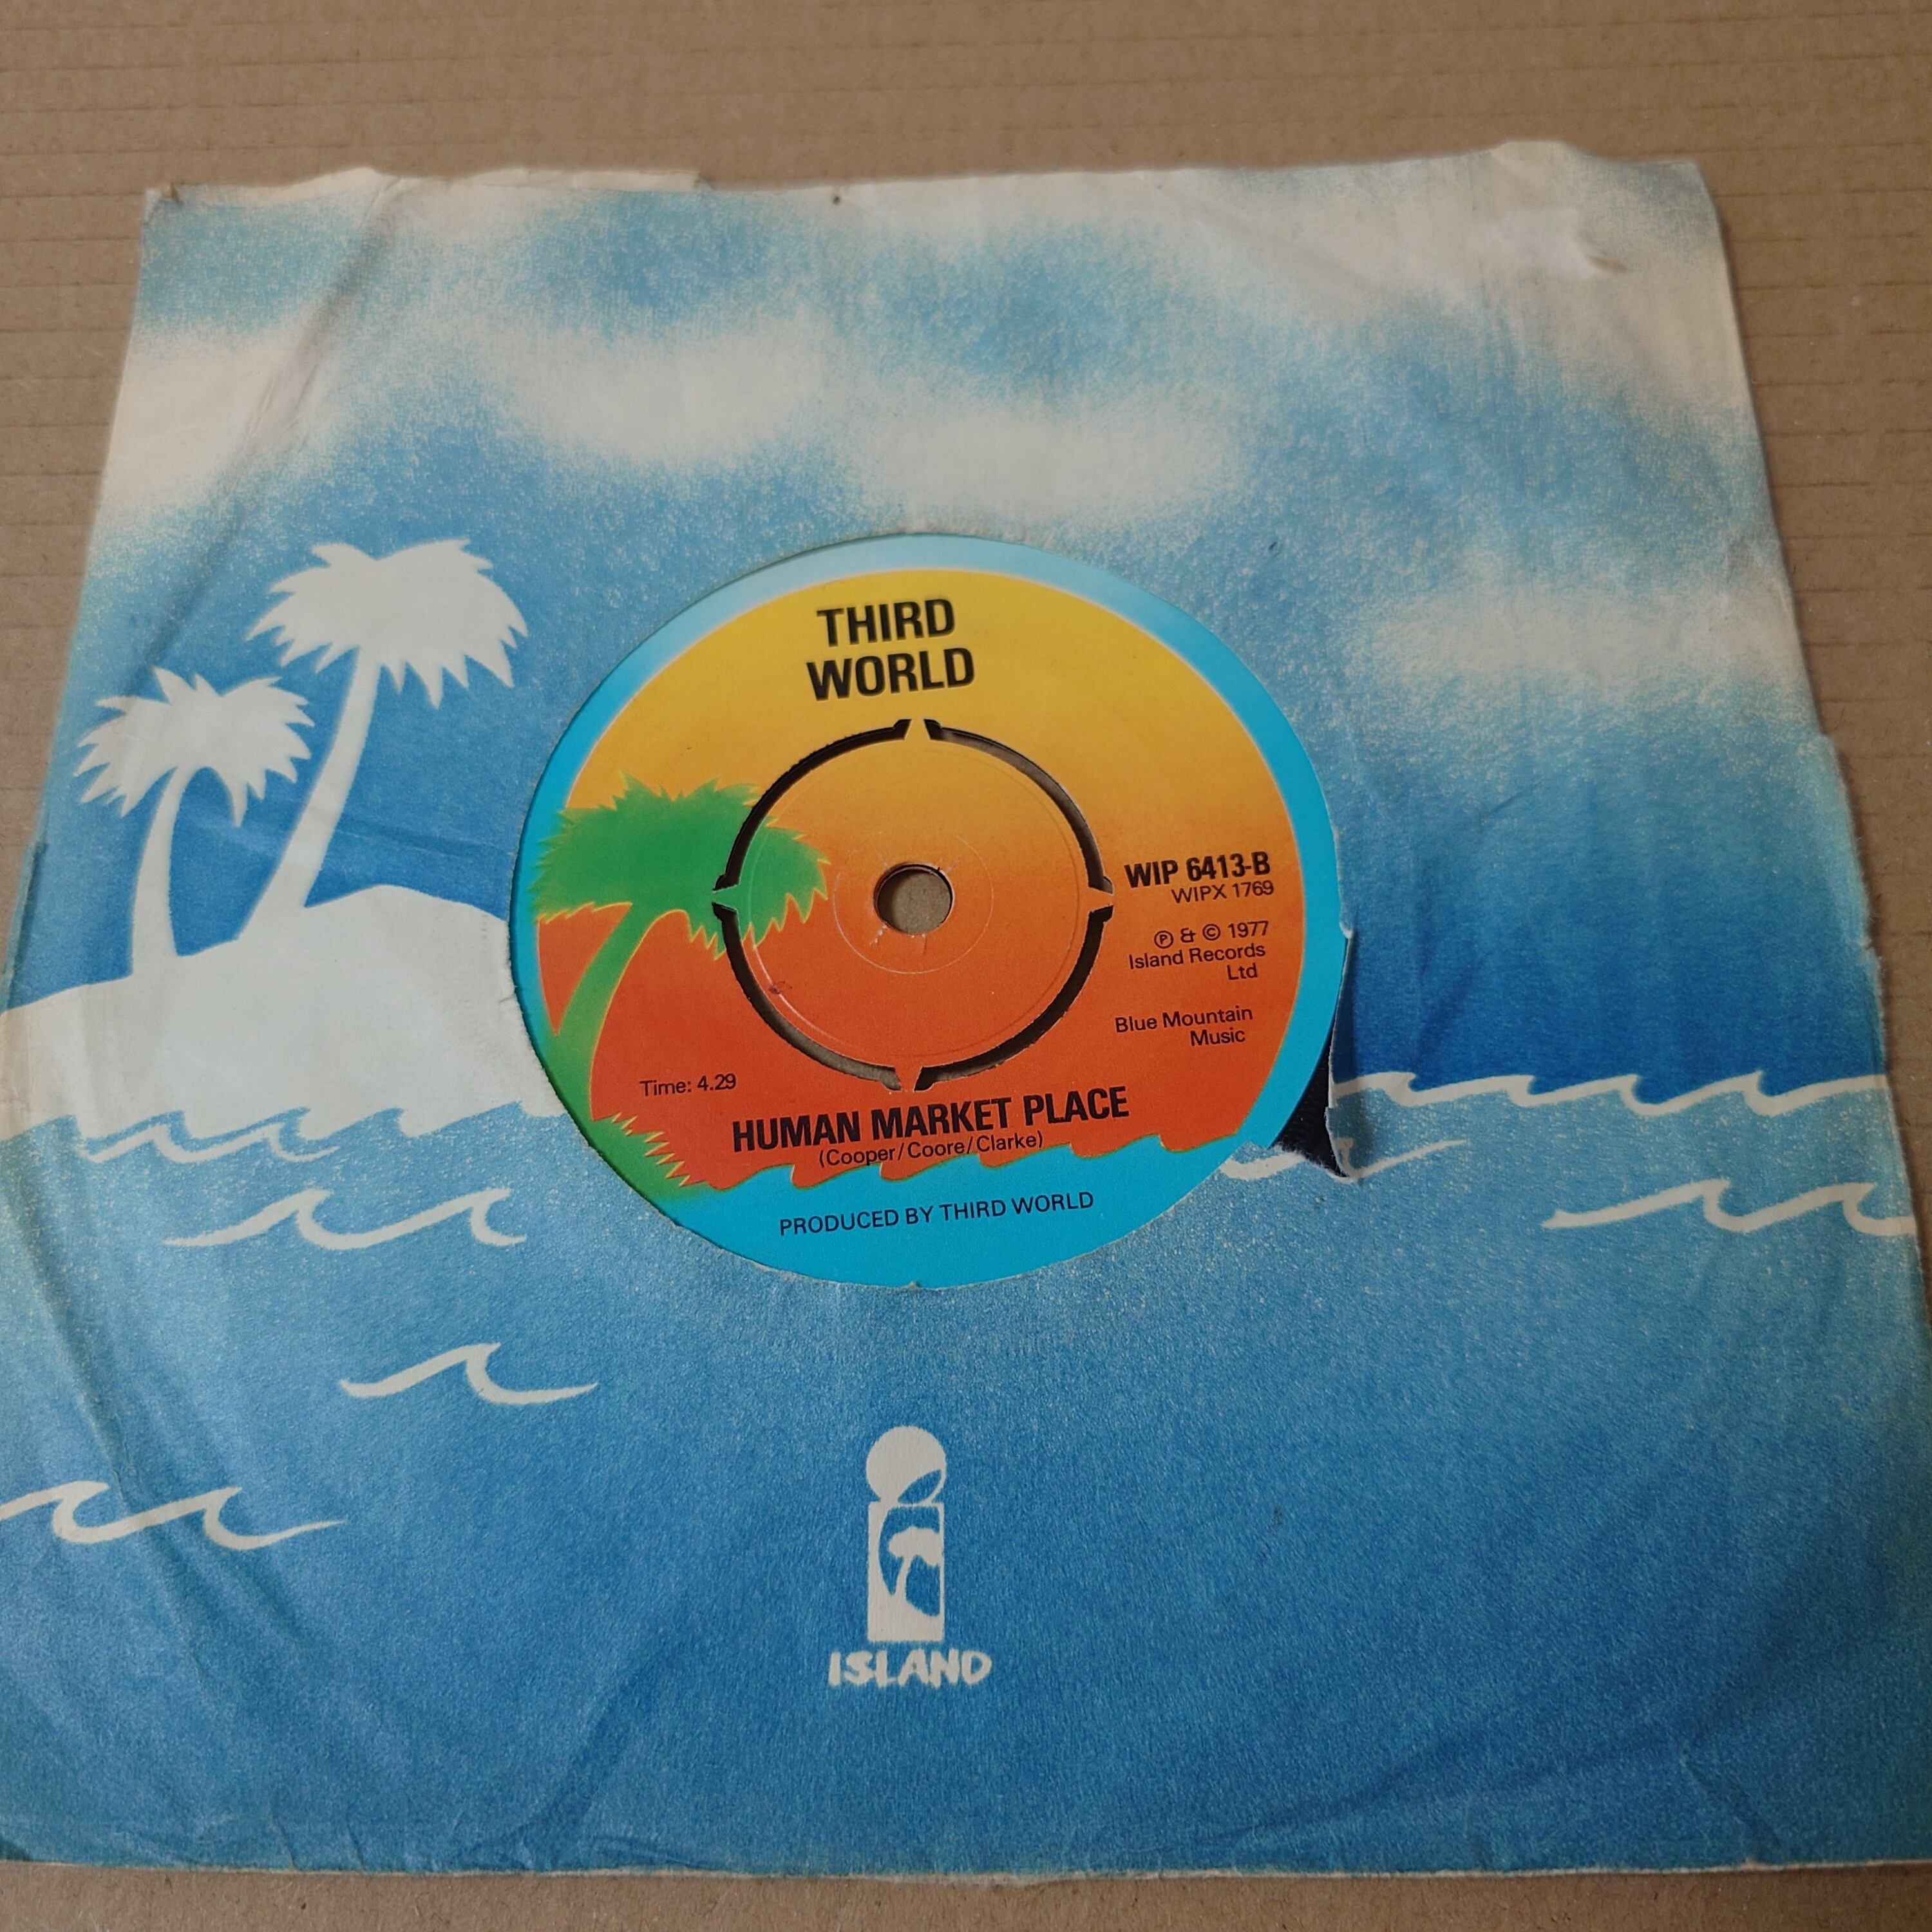 THIRD
WORLD
WIP 6413-B
WIPX 1769
Ⓟ & © 1977
Island Records
Ltd
Blue Mountain
Music
Time: 4.29
HUMAN MARKET PLACE
(Cooper/Coore/Clarke)
PRODUCED BY THIRD WORLD
ISLAND